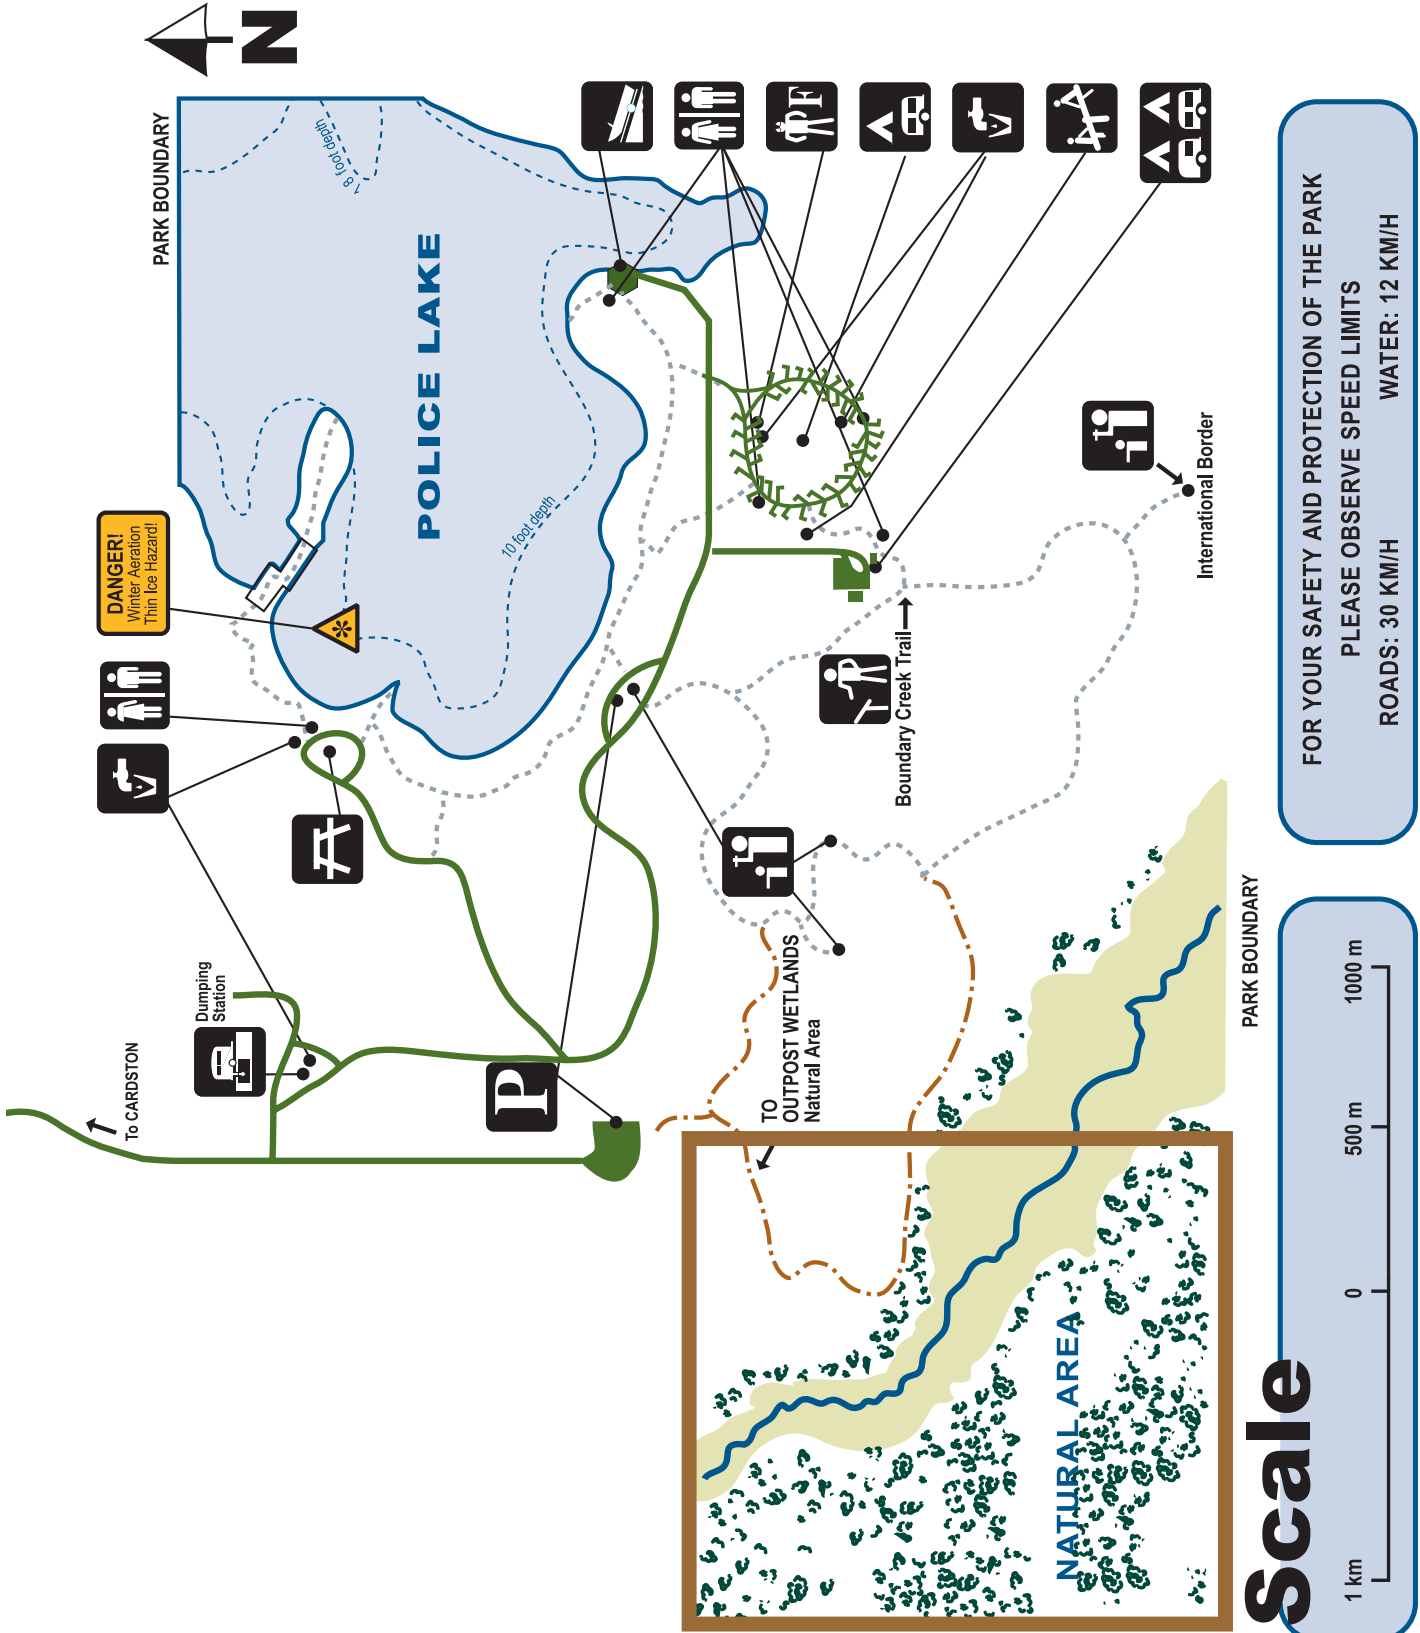 N
PARK BOUNDARY
1.8 foot depth
POLICE LAKE
10 foot depth
DANGER!
Winter Aeration
Thin Ice Hazard!
F
Dumping
Station
To CARDSTON
P
TO
OUTPOST WETLANDS
Natural Area
Boundary Creek Trail
International Border
PARK BOUNDARY
NATURAL AREA
FOR YOUR SAFETY AND PROTECTION OF THE PARK
PLEASE OBSERVE SPEED LIMITS
ROADS: 30 KM/H WATER: 12 KM/H
Scale
1 km 0 500 m 1000 m